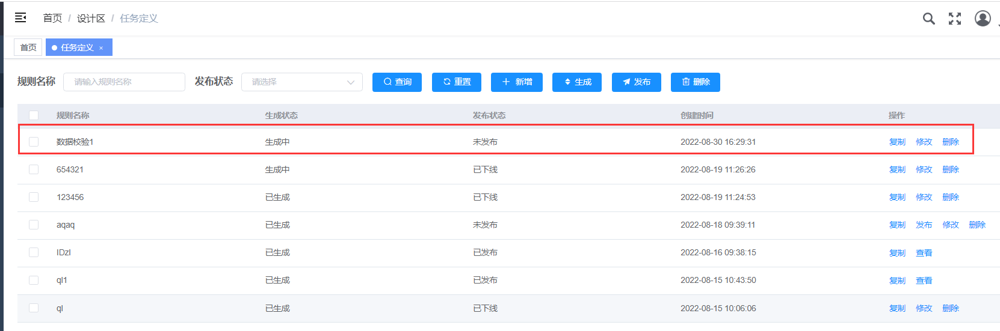 首页 / 设计区 / 任务定义
首页 任务定义 ×
规则名称 请输入规则名称 发布状态 请选择 查询 重置 新增 生成 发布 删除
规则名称 生成状态 发布状态 创建时间 操作
数据校验1 生成中 未发布 2022-08-30 16:29:31 复制 修改 删除
654321 生成中 已下线 2022-08-19 11:26:26 复制 修改 删除
123456 已生成 已下线 2022-08-19 11:24:53 复制 修改 删除
aqaq 已生成 未发布 2022-08-18 09:39:11 复制 发布 修改 删除
IDzl 已生成 已发布 2022-08-16 09:38:15 复制 查看
ql1 已生成 已发布 2022-08-15 10:43:50 复制 查看
ql 已生成 已下线 2022-08-15 10:06:06 复制 修改 删除